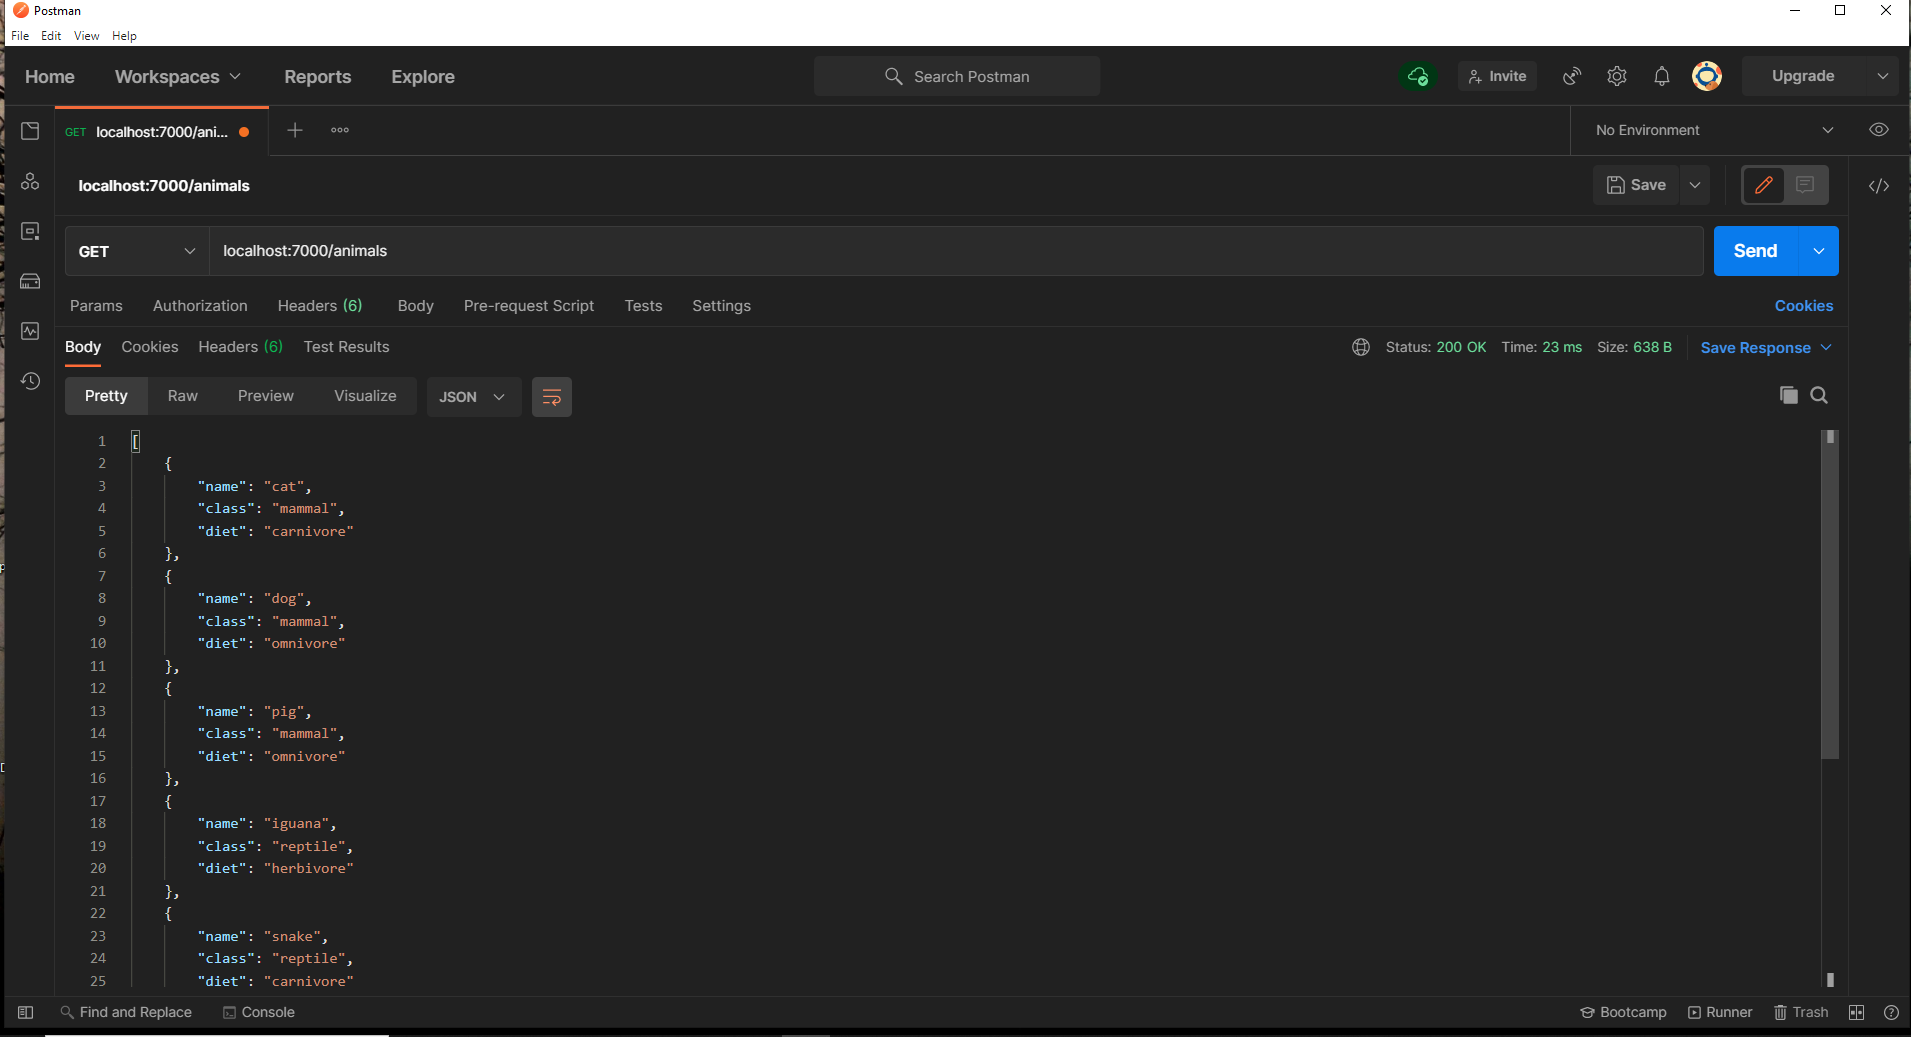 Postman
File Edit View Help
Home Workspaces Reports Explore Search Postman Invite Upgrade
GET localhost:7000/ani... No Environment
localhost:7000/animals Save
GET localhost:7000/animals Send
Params Authorization Headers (6) Body Pre-request Script Tests Settings Cookies
Body Cookies Headers (6) Test Results Status: 200 OK Time: 23 ms Size: 638 B Save Response
Pretty Raw Preview Visualize JSON
1 [
2 {
3 "name": "cat",
4 "class": "mammal",
5 "diet": "carnivore"
6 },
7 {
8 "name": "dog",
9 "class": "mammal",
10 "diet": "omnivore"
11 },
12 {
13 "name": "pig",
14 "class": "mammal",
15 "diet": "omnivore"
16 },
17 {
18 "name": "iguana",
19 "class": "reptile",
20 "diet": "herbivore"
21 },
22 {
23 "name": "snake",
24 "class": "reptile",
25 "diet": "carnivore"
Find and Replace Console Bootcamp Runner Trash